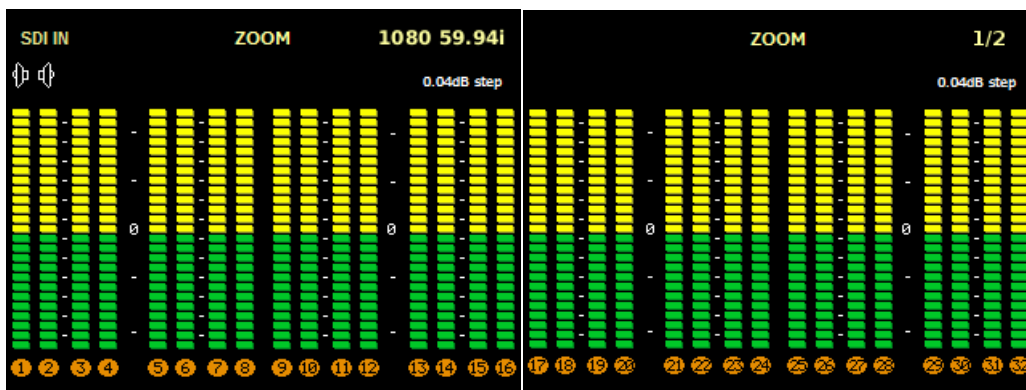 SDI IN ZOOM 1080 59.94i
0.04dB step
0 0
1 2 3 4 5 6 7 8 9 10 11 12 13 14 15 16
ZOOM 1/2
0.04dB step
0 0
17 18 19 20 21 22 23 24 25 26 27 28 29 30 31 32